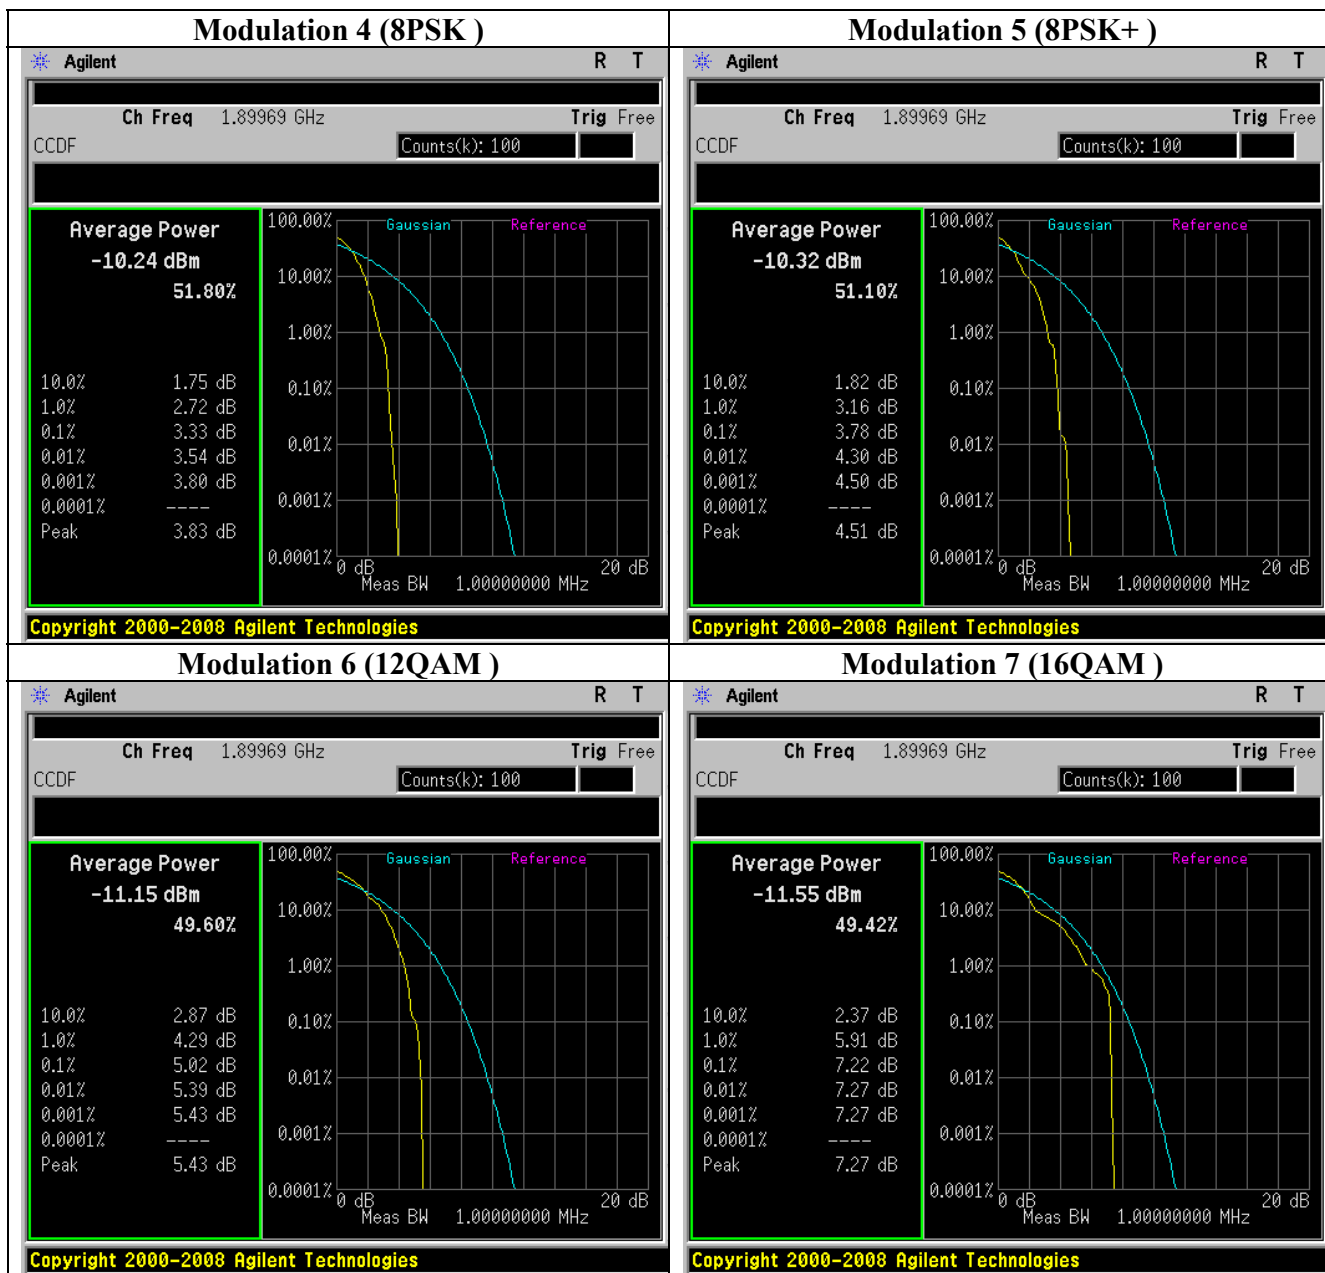 Modulation 4 (8PSK )
Agilent R T
Ch Freq 1.89969 GHz Trig Free
CCDF Counts(k): 100
Average Power
-10.24 dBm
51.80%
10.0% 1.75 dB
1.0% 2.72 dB
0.1% 3.33 dB
0.01% 3.54 dB
0.001% 3.80 dB
0.0001% ----
Peak 3.83 dB
100.00% Gaussian Reference
10.00%
1.00%
0.10%
0.01%
0.001%
0.0001%
0 dB 20 dB
Meas BW 1.00000000 MHz
Copyright 2000-2008 Agilent Technologies
Modulation 5 (8PSK+ )
Agilent R T
Ch Freq 1.89969 GHz Trig Free
CCDF Counts(k): 100
Average Power
-10.32 dBm
51.10%
10.0% 1.82 dB
1.0% 3.16 dB
0.1% 3.78 dB
0.01% 4.30 dB
0.001% 4.50 dB
0.0001% ----
Peak 4.51 dB
100.00% Gaussian Reference
10.00%
1.00%
0.10%
0.01%
0.001%
0.0001%
0 dB 20 dB
Meas BW 1.00000000 MHz
Copyright 2000-2008 Agilent Technologies
Modulation 6 (12QAM )
Agilent R T
Ch Freq 1.89969 GHz Trig Free
CCDF Counts(k): 100
Average Power
-11.15 dBm
49.60%
10.0% 2.87 dB
1.0% 4.29 dB
0.1% 5.02 dB
0.01% 5.39 dB
0.001% 5.43 dB
0.0001% ----
Peak 5.43 dB
100.00% Gaussian Reference
10.00%
1.00%
0.10%
0.01%
0.001%
0.0001%
0 dB 20 dB
Meas BW 1.00000000 MHz
Copyright 2000-2008 Agilent Technologies
Modulation 7 (16QAM )
Agilent R T
Ch Freq 1.89969 GHz Trig Free
CCDF Counts(k): 100
Average Power
-11.55 dBm
49.42%
10.0% 2.37 dB
1.0% 5.91 dB
0.1% 7.22 dB
0.01% 7.27 dB
0.001% 7.27 dB
0.0001% ----
Peak 7.27 dB
100.00% Gaussian Reference
10.00%
1.00%
0.10%
0.01%
0.001%
0.0001%
0 dB 20 dB
Meas BW 1.00000000 MHz
Copyright 2000-2008 Agilent Technologies